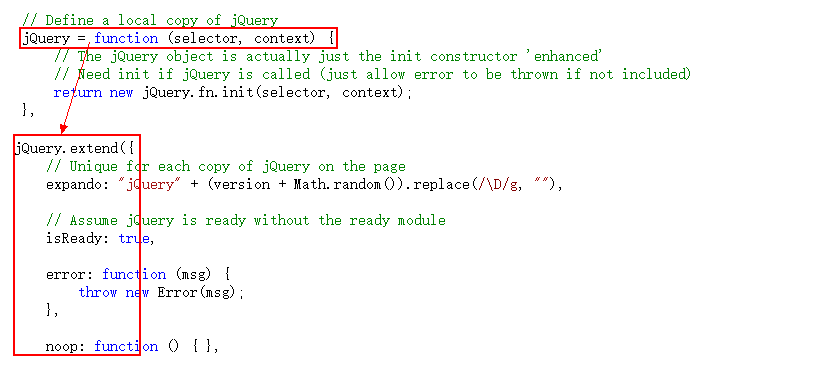 // Define a local copy of jQuery
jQuery = function (selector, context) {
// The jQuery object is actually just the init constructor 'enhanced'
// Need init if jQuery is called (just allow error to be thrown if not included)
return new jQuery.fn.init(selector, context);
},
jQuery.extend({
// Unique for each copy of jQuery on the page
expando: "jQuery" + (version + Math.random()).replace(/\D/g, ""),
// Assume jQuery is ready without the ready module
isReady: true,
error: function (msg) {
throw new Error(msg);
},
noop: function () { },